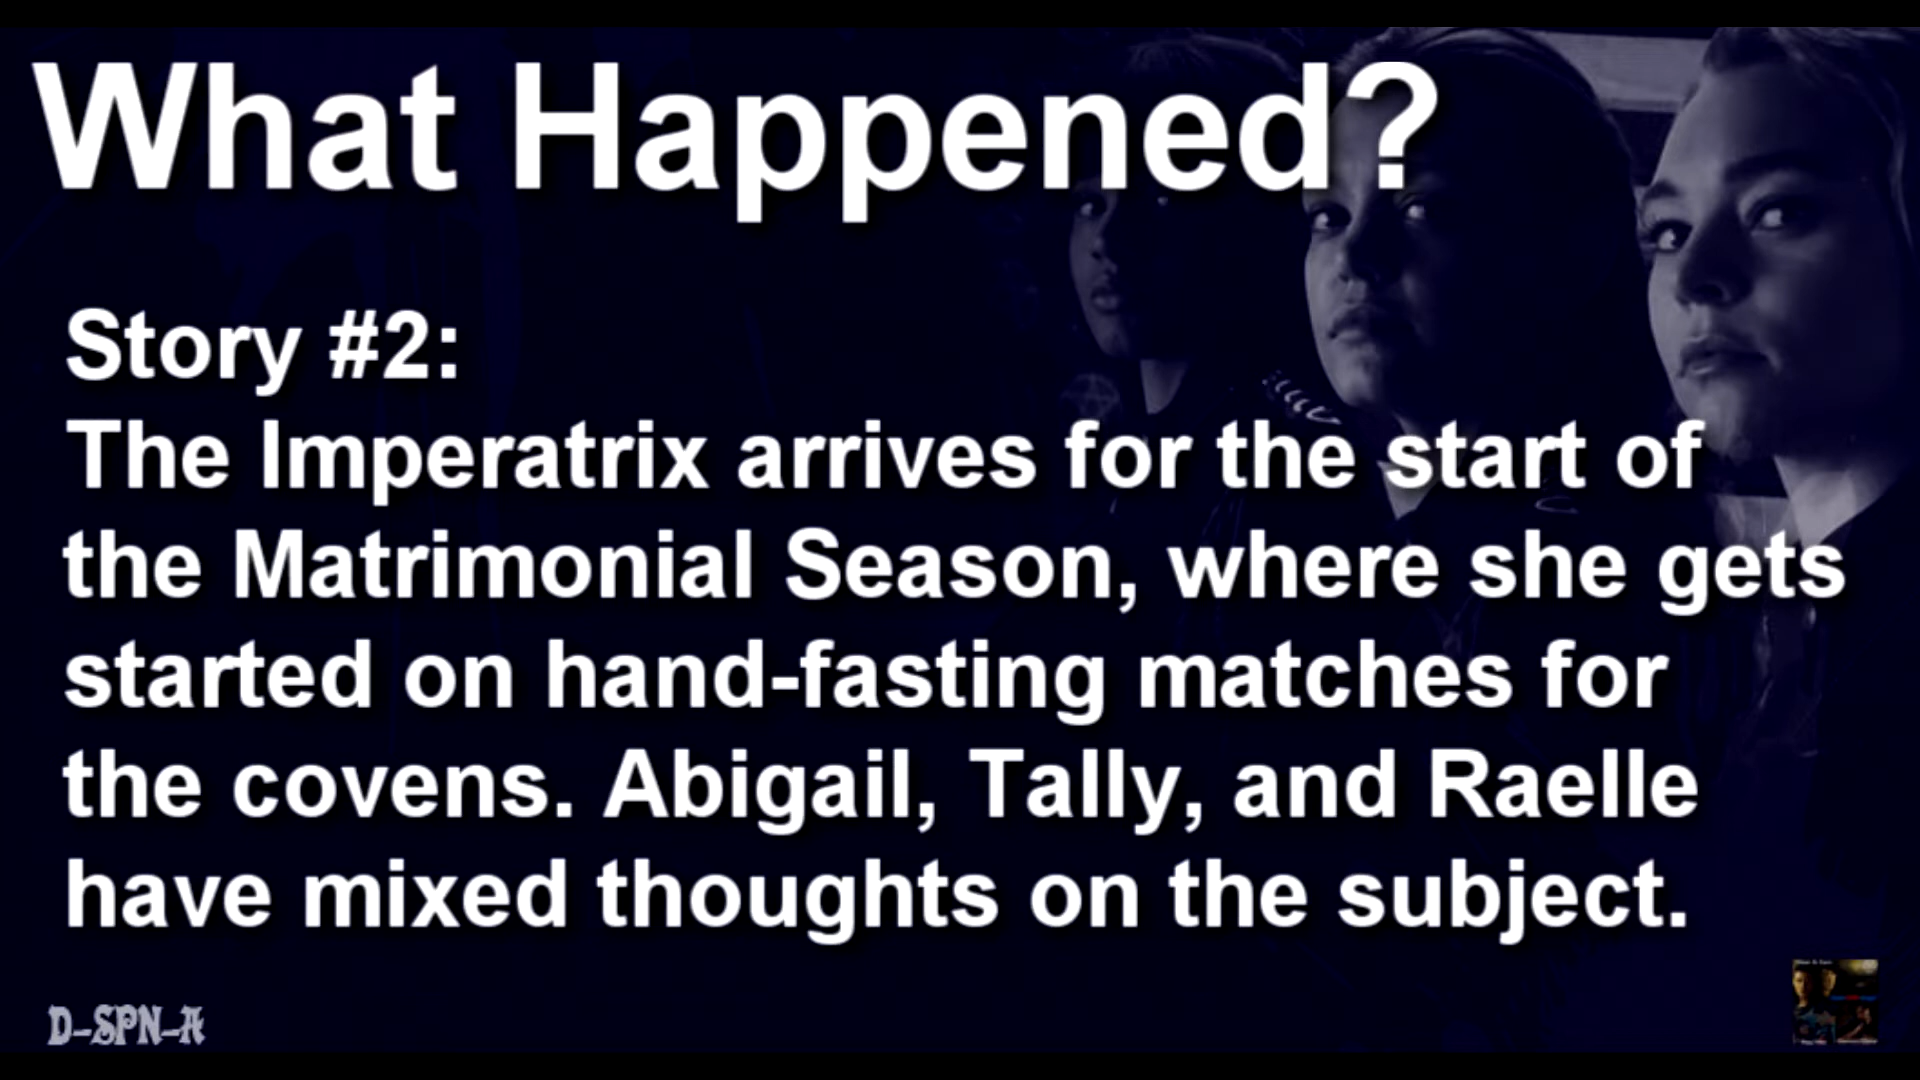 What Happened?
Story #2:
The Imperatrix arrives for the start of
the Matrimonial Season, where she gets
started on hand-fasting matches for
the covens. Abigail, Tally, and Raelle
have mixed thoughts on the subject.
D-SPN-A